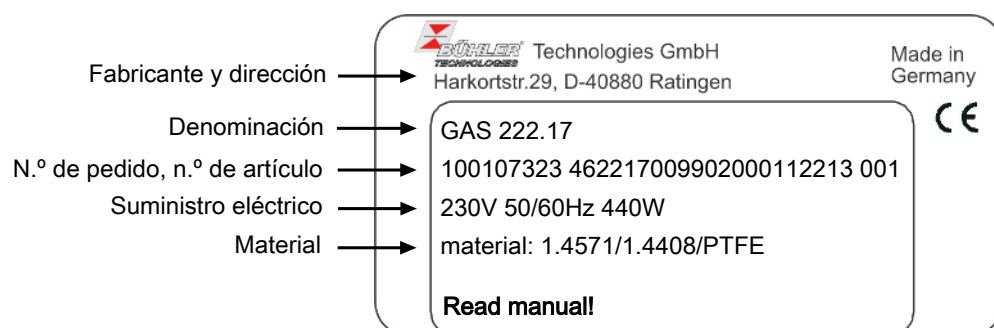 BÜHLER TECHNOLOGIES Technologies GmbH
Made in Germany
Fabricante y dirección
Harkortstr.29, D-40880 Ratingen
Denominación
GAS 222.17
CE
N.º de pedido, n.º de artículo
100107323 462217009902000112213 001
Suministro eléctrico
230V 50/60Hz 440W
Material
material: 1.4571/1.4408/PTFE
Read manual!